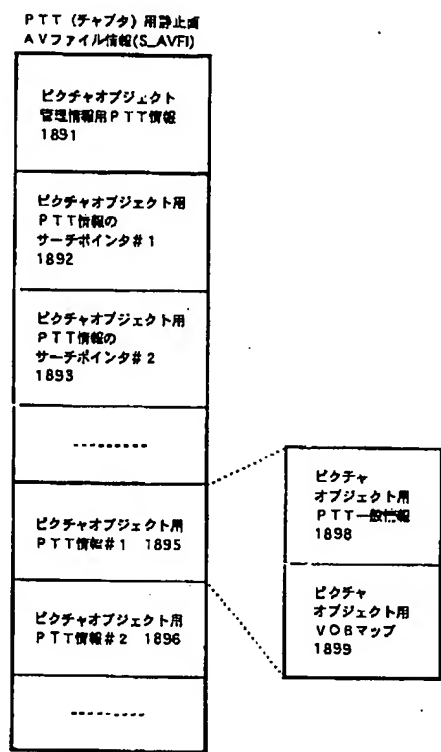 PTT（チャプタ）用静止画
AVファイル情報(S_AVFI)
ピクチャオブジェクト
管理情報用PTT情報
1891
ピクチャオブジェクト用
PTT情報の
サーチポインタ#1
1892
ピクチャオブジェクト用
PTT情報の
サーチポインタ#2
1893
ピクチャオブジェクト用
PTT情報#1 1895
ピクチャオブジェクト用
PTT情報#2 1896
ピクチャ
オブジェクト用
PTT一般情報
1898
ピクチャ
オブジェクト用
VOBマップ
1899